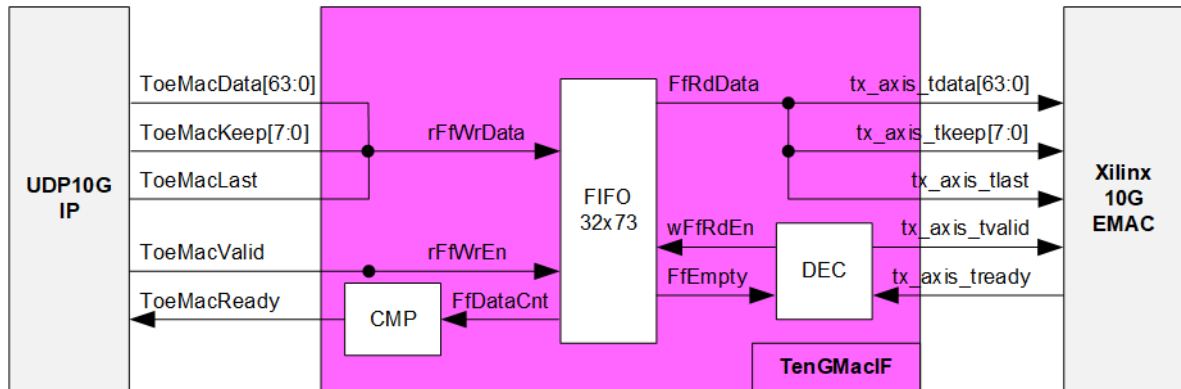 UDP10G
IP
ToeMacData[63:0]
ToeMacKeep[7:0]
ToeMacLast
ToeMacValid
ToeMacReady
rFfWrData
rFfWrEn
FfDataCnt
CMP
FIFO
32x73
FfRdData
wFfRdEn
FfEmpty
DEC
TenGMacIF
tx_axis_tdata[63:0]
tx_axis_tkeep[7:0]
tx_axis_tlast
tx_axis_tvalid
tx_axis_tready
Xilinx
10G
EMAC